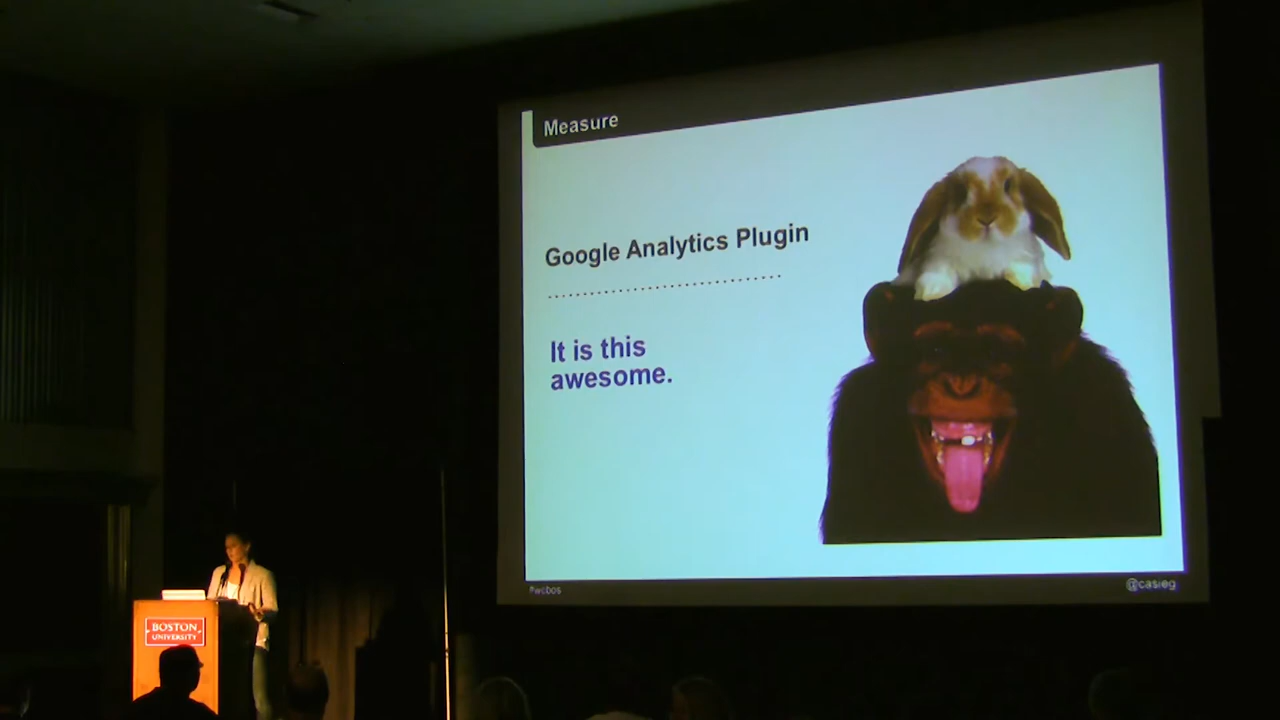 Measure
Google Analytics Plugin
It is this
awesome.
#wcbos
@casieg
BOSTON
UNIVERSITY